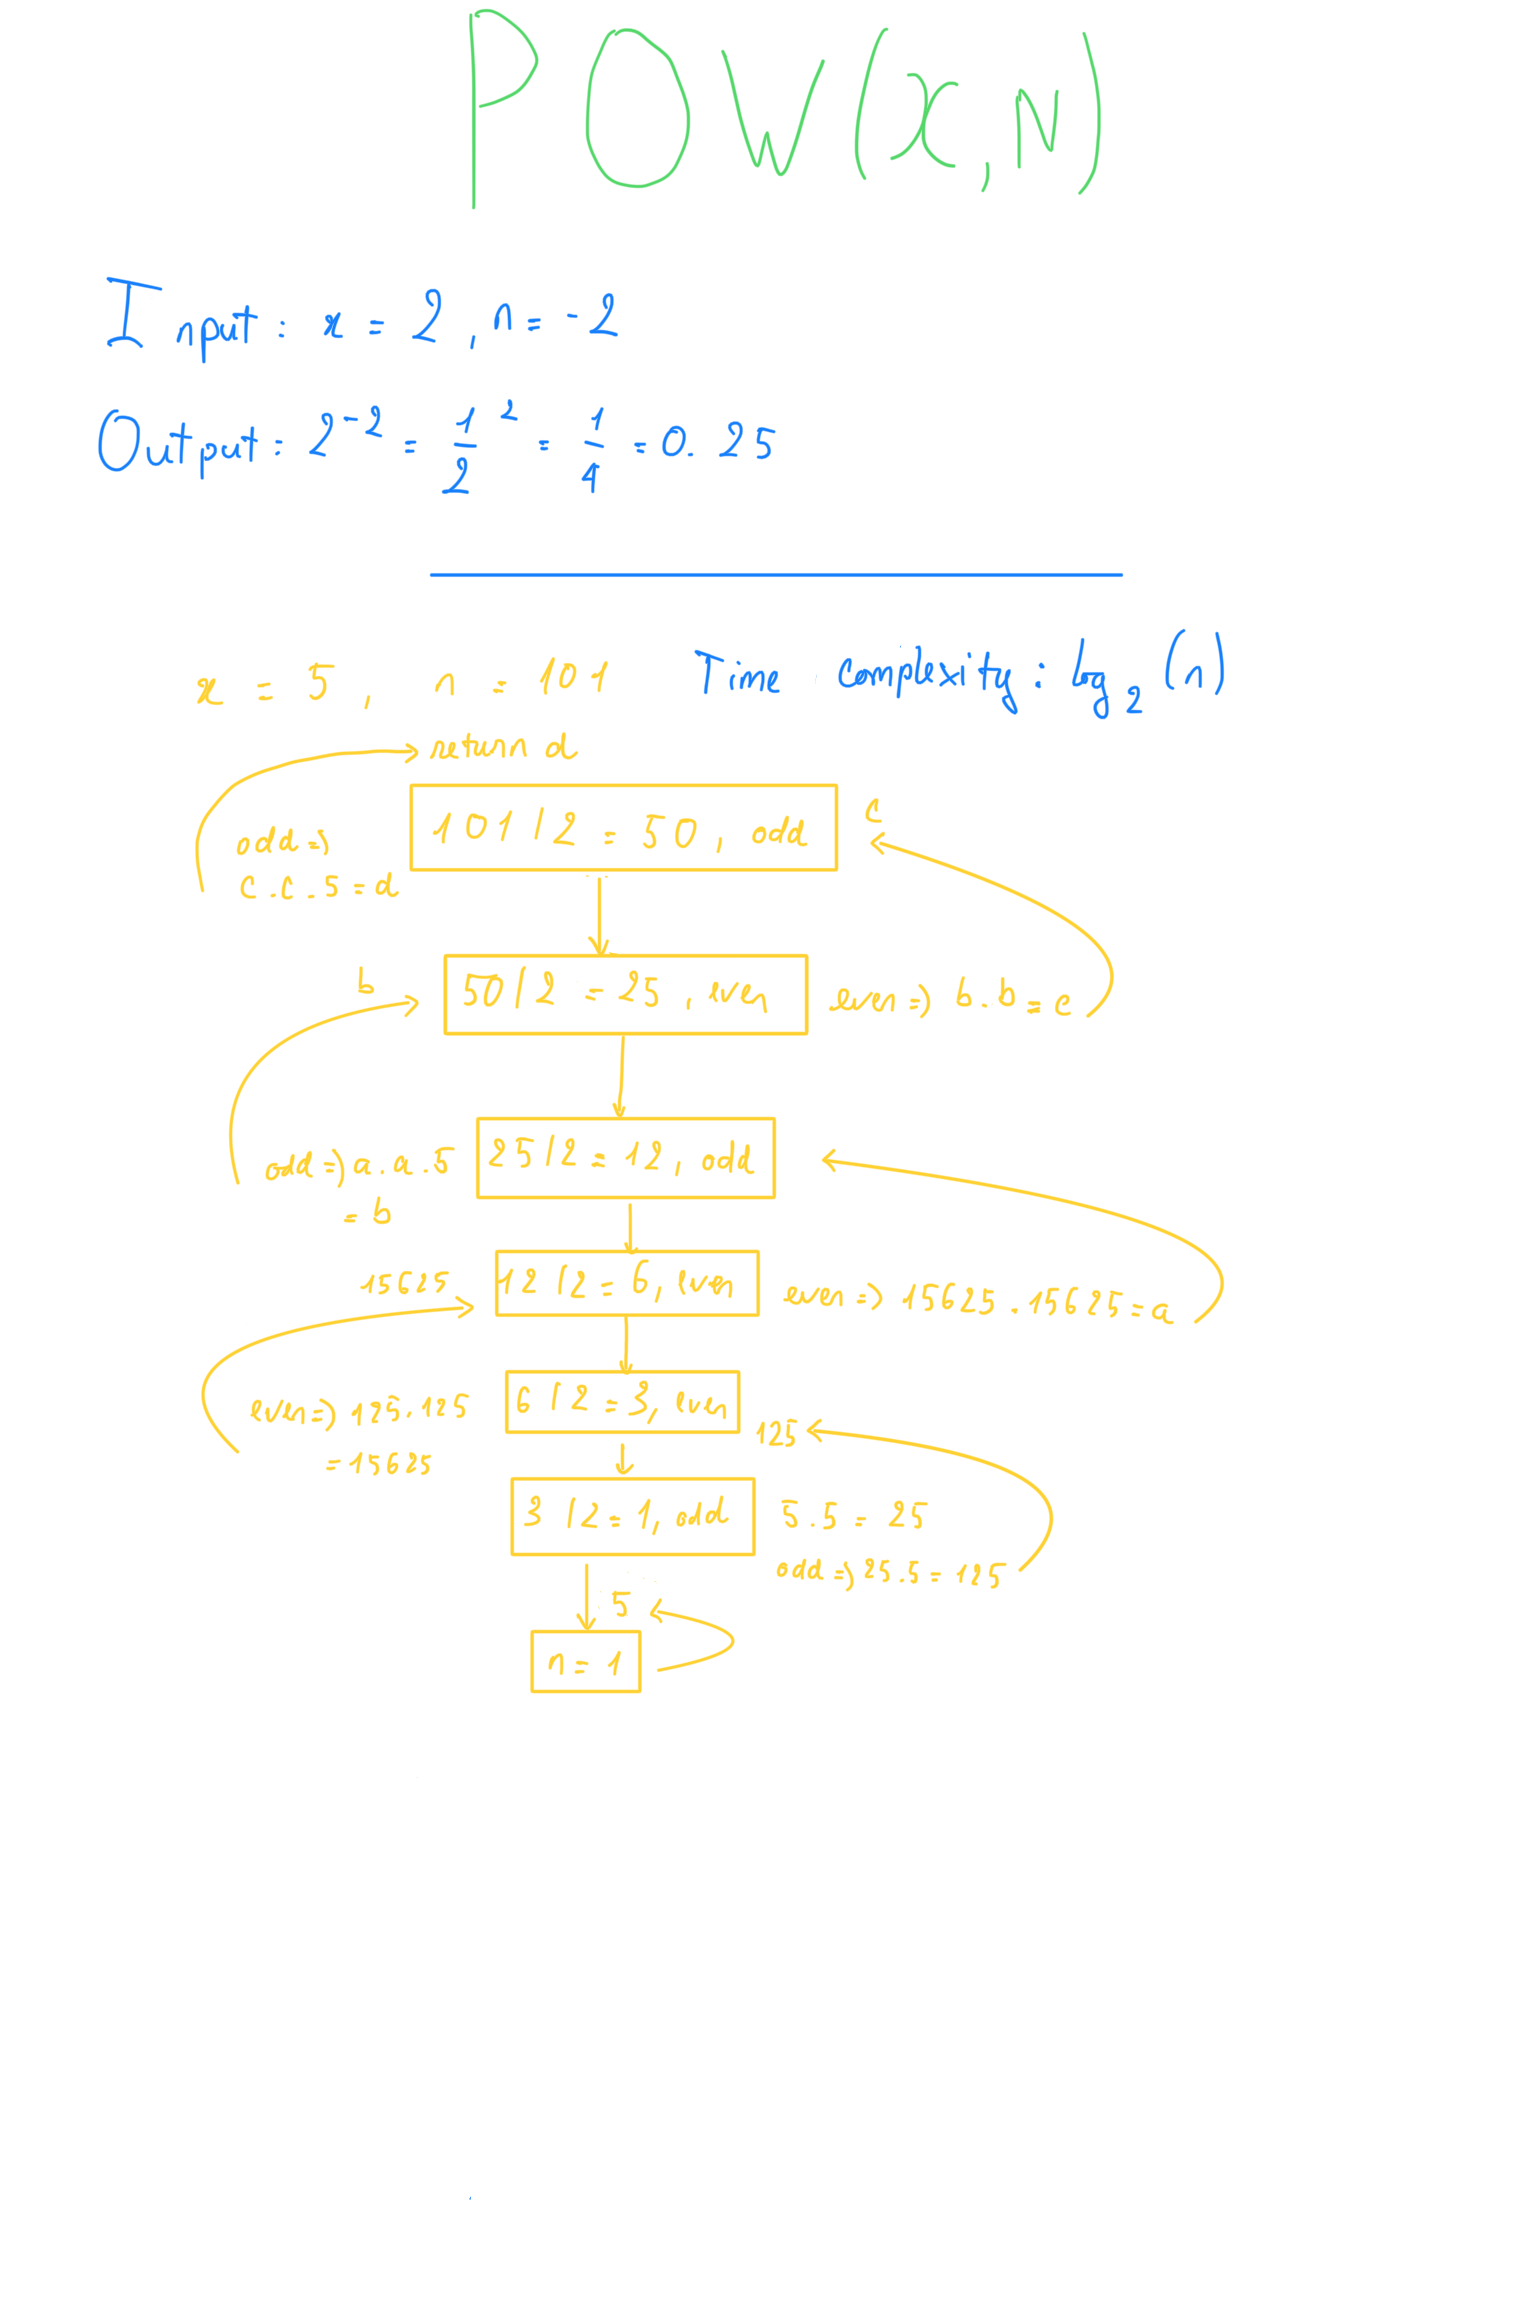 POW(x,N)
Input: x = 2, n = -2
Output: 2^-2 = 1/2 ^2 = 1/4 = 0.25
x = 5, n = 101
Time complexity: log2(n)
return d
101/2 = 50, odd
c
odd =>
c.c.5 = d
b
50/2 = 25, even
even => b.b = c
odd => a.a.5
= b
25/2 = 12, odd
15625
12/2 = 6, even
even => 15625.15625 = a
even => 125.125
= 15625
6/2 = 3, even
125
3/2 = 1, odd
5.5 = 25
odd => 25.5 = 125
5
n = 1